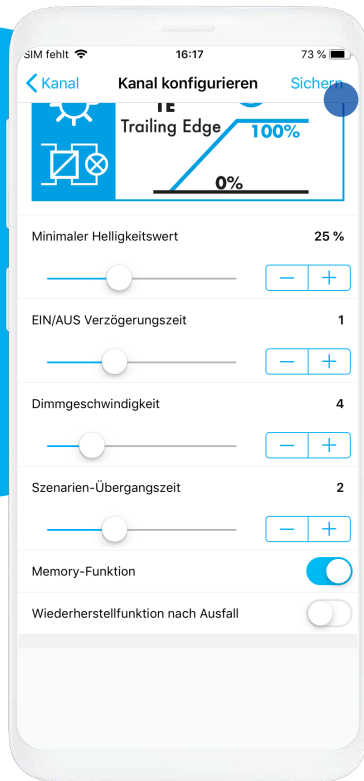 SIM fehlt 16:17 73 %
Kanal Kanal konfigurieren Sichern
TE
Trailing Edge
100%
0%
Minimaler Helligkeitswert 25 %
− +
EIN/AUS Verzögerungszeit 1
− +
Dimmgeschwindigkeit 4
− +
Szenarien-Übergangszeit 2
− +
Memory-Funktion
Wiederherstellfunktion nach Ausfall